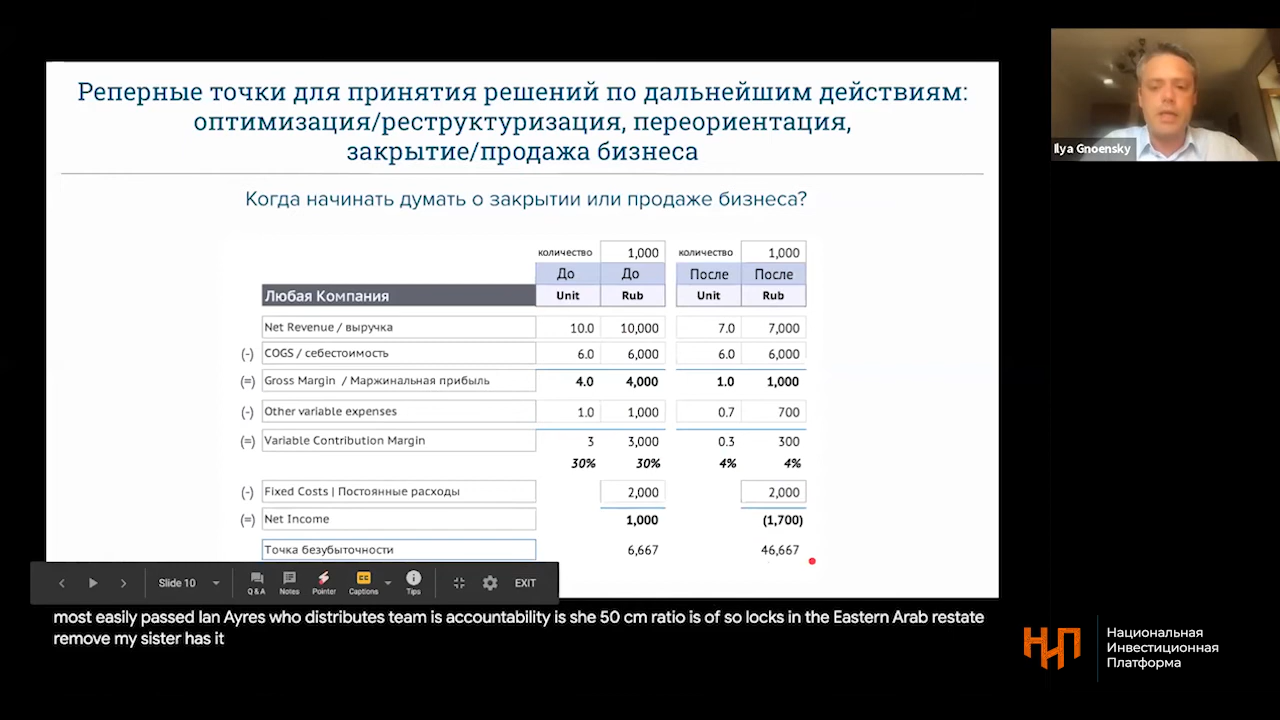 Реперные точки для принятия решений по дальнейшим действиям:
оптимизация/реструктуризация, переориентация,
закрытие/продажа бизнеса
Ilya Gnoensky
Когда начинать думать о закрытии или продаже бизнеса?
количество 1,000 количество 1,000
До До После После
Любая Компания Unit Rub Unit Rub
Net Revenue / выручка 10.0 10,000 7.0 7,000
(-) COGS / себестоимость 6.0 6,000 6.0 6,000
(=) Gross Margin / Маржинальная прибыль 4.0 4,000 1.0 1,000
(-) Other variable expenses 1.0 1,000 0.7 700
(=) Variable Contribution Margin 3 3,000 0.3 300
30% 30% 4% 4%
(-) Fixed Costs | Постоянные расходы 2,000 2,000
(=) Net Income 1,000 (1,700)
Точка безубыточности 6,667 46,667
Slide 10 Q & A Notes Pointer CC Captions Tips EXIT
most easily passed Ian Ayres who distributes team is accountability is she 50 cm ratio is of so locks in the Eastern Arab restate
remove my sister has it
НИП
Национальная
Инвестиционная
Платформа